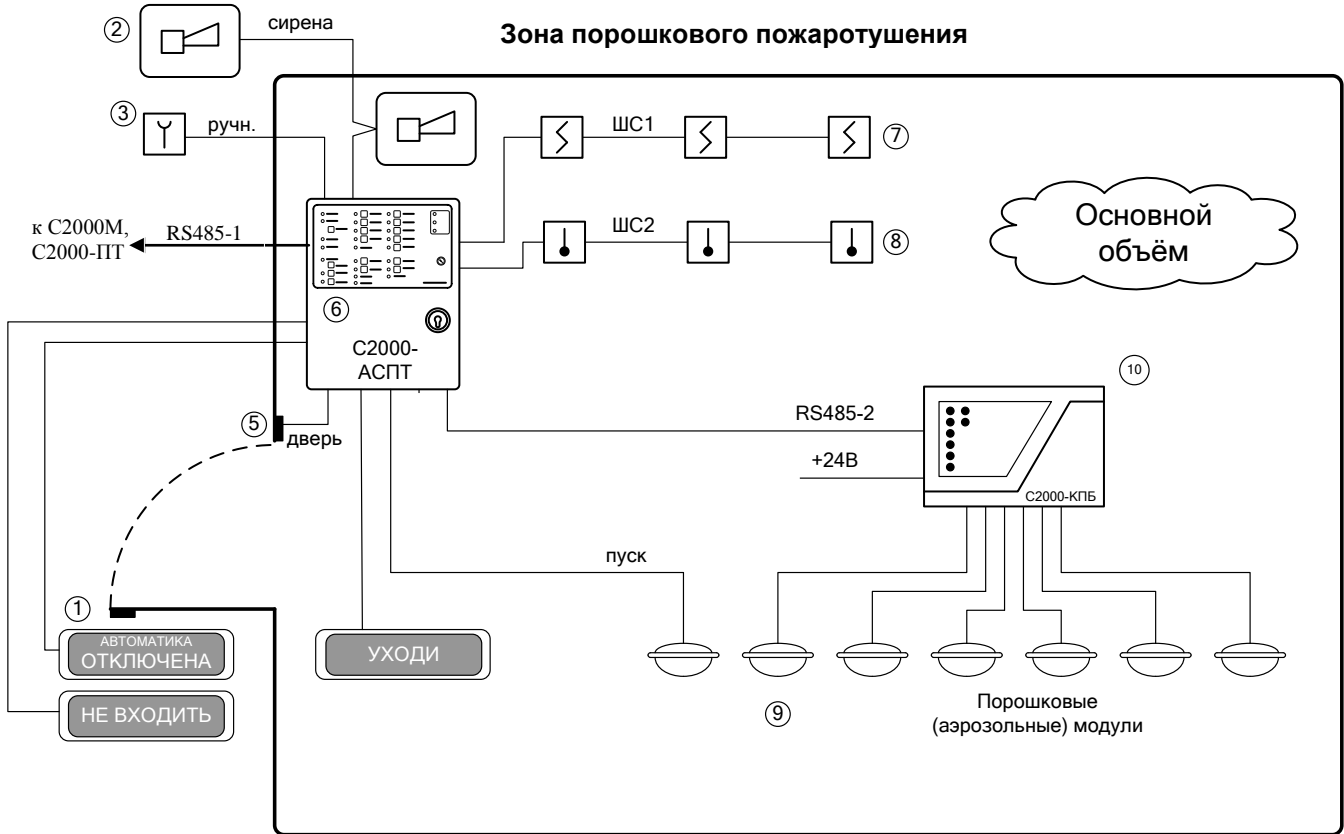 Зона порошкового пожаротушения
2
сирена
3
ручн.
ШС1
7
к С2000М,
С2000-ПТ
RS485-1
ШС2
8
Основной
объём
6
С2000-
АСПТ
10
5
дверь
RS485-2
+24В
С2000-КПБ
пуск
1
АВТОМАТИКА
ОТКЛЮЧЕНА
УХОДИ
НЕ ВХОДИТЬ
9
Порошковые
(аэрозольные) модули